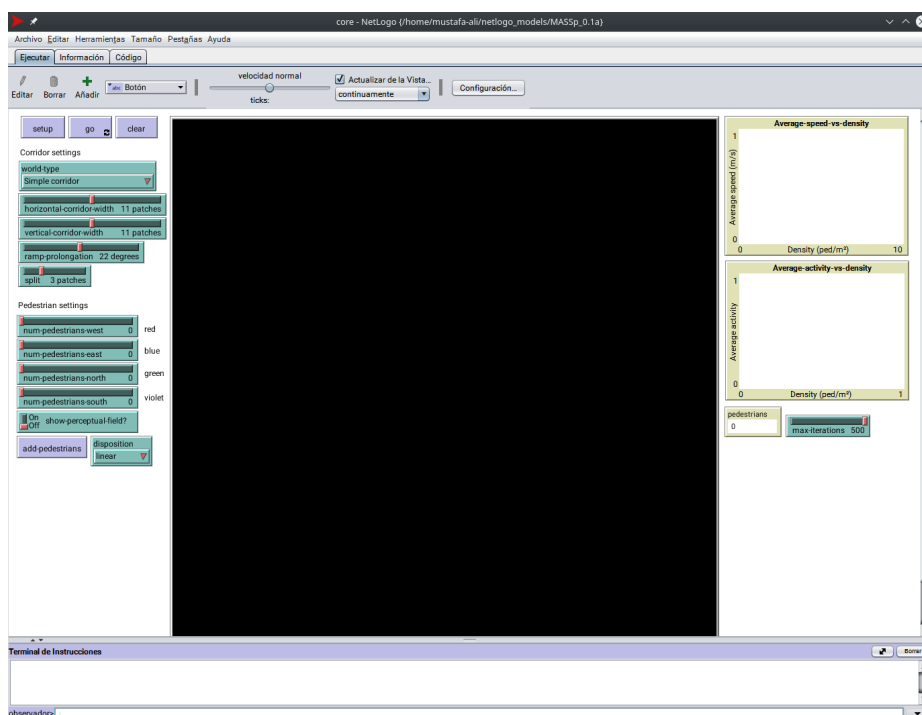 core - NetLogo {/home/mustafa-ali/netlogo_models/MASSp_0.1a}
Archivo Editar Herramientas Tamaño Pestañas Ayuda
Ejecutar Información Código
Editar Borrar Añadir
abc Botón
velocidad normal
ticks:
Actualizar de la Vista...
continuamente
Configuración...
setup go clear
Corridor settings
world-type
Simple corridor
horizontal-corridor-width 11 patches
vertical-corridor-width 11 patches
ramp-prolongation 22 degrees
split 3 patches
Pedestrian settings
num-pedestrians-west 0 red
num-pedestrians-east 0 blue
num-pedestrians-north 0 green
num-pedestrians-south 0 violet
On
Off
show-perceptual-field?
add-pedestrians
disposition
linear
Average-speed-vs-density
1
Average speed (m/s)
0
0 Density (ped/m²) 10
Average-activity-vs-density
1
Average activity
0
0 Density (ped/m²) 1
pedestrians
0
max-iterations 500
Terminal de Instrucciones
Borrar
observador>